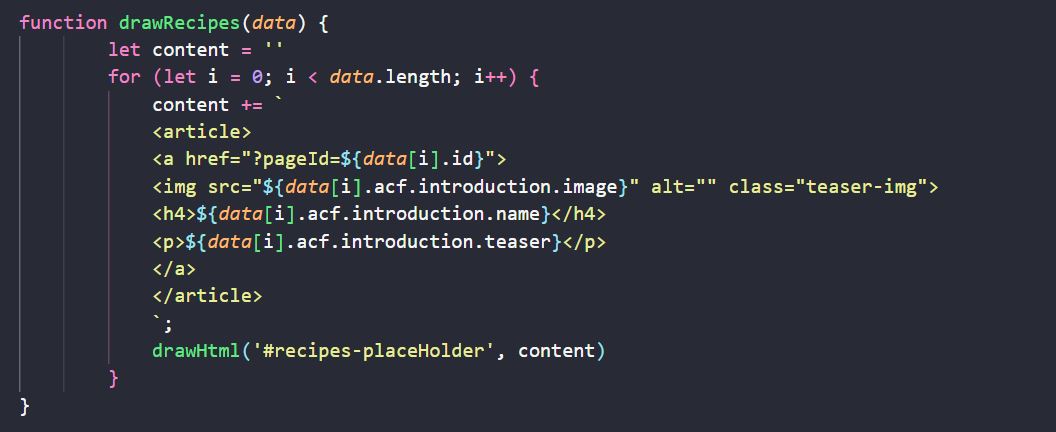 function drawRecipes(data) {
let content = ''
for (let i = 0; i < data.length; i++) {
content += `
<article>
<a href="?pageId=${data[i].id}">
<img src="${data[i].acf.introduction.image}" alt="" class="teaser-img">
<h4>${data[i].acf.introduction.name}</h4>
<p>${data[i].acf.introduction.teaser}</p>
</a>
</article>
`;
drawHtml('#recipes-placeHolder', content)
}
}